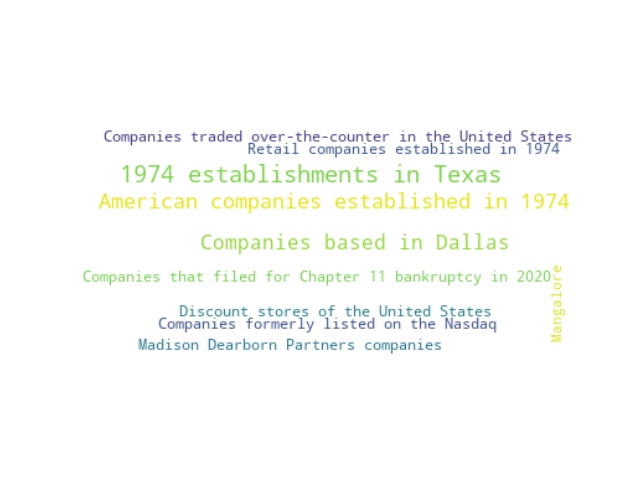 Companies traded over-the-counter in the United States
Retail companies established in 1974
1974 establishments in Texas
American companies established in 1974
Companies based in Dallas
Companies that filed for Chapter 11 bankruptcy in 2020
Mangalore
Discount stores of the United States
Companies formerly listed on the Nasdaq
Madison Dearborn Partners companies